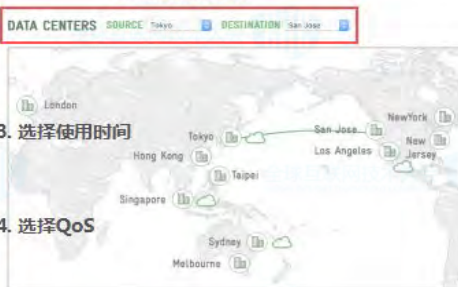 DATA CENTERS SOURCE Tokyo DESTINATION San Jose
London
NewYork
3. 选择使用时间
Tokyo
San Jose
New Jersey
Hong Kong
Los Angeles
Taipei
Singapore
4. 选择QoS
Sydney
Melbourne